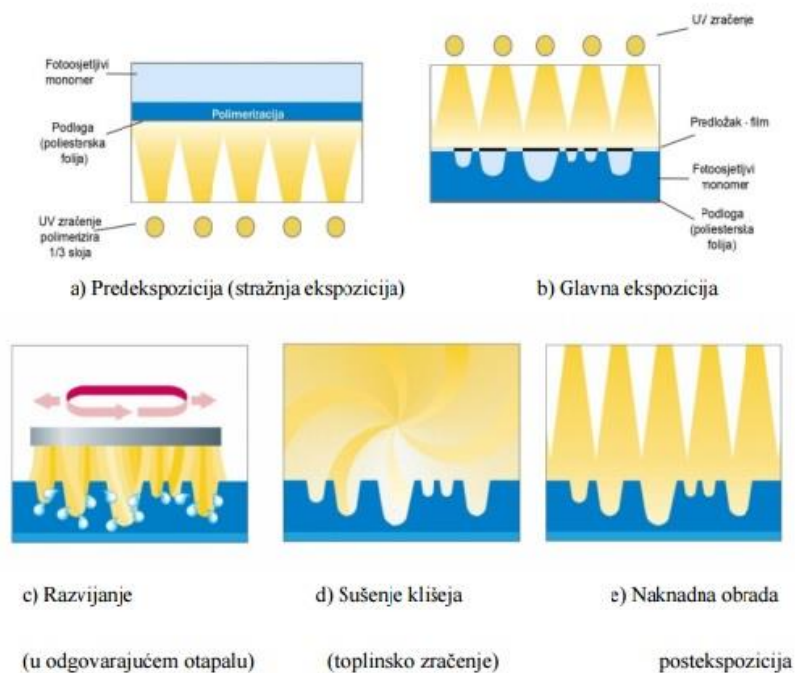 Fotoosjetljivi
monomer
Polimerizacija
Podloga
(poliesterska
folija)
UV zračenje
polimerizira
1/3 sloja
a) Predekspozicija (stražnja ekspozicija)
UV zračenje
Predložak - film
Fotoosjetljivi
monomer
Podloga
(poliesterska
folija)
b) Glavna ekspozicija
c) Razvijanje
d) Sušenje klišeja
e) Naknadna obrada
(u odgovarajućem otapalu)
(toplinsko zračenje)
postekspozicija